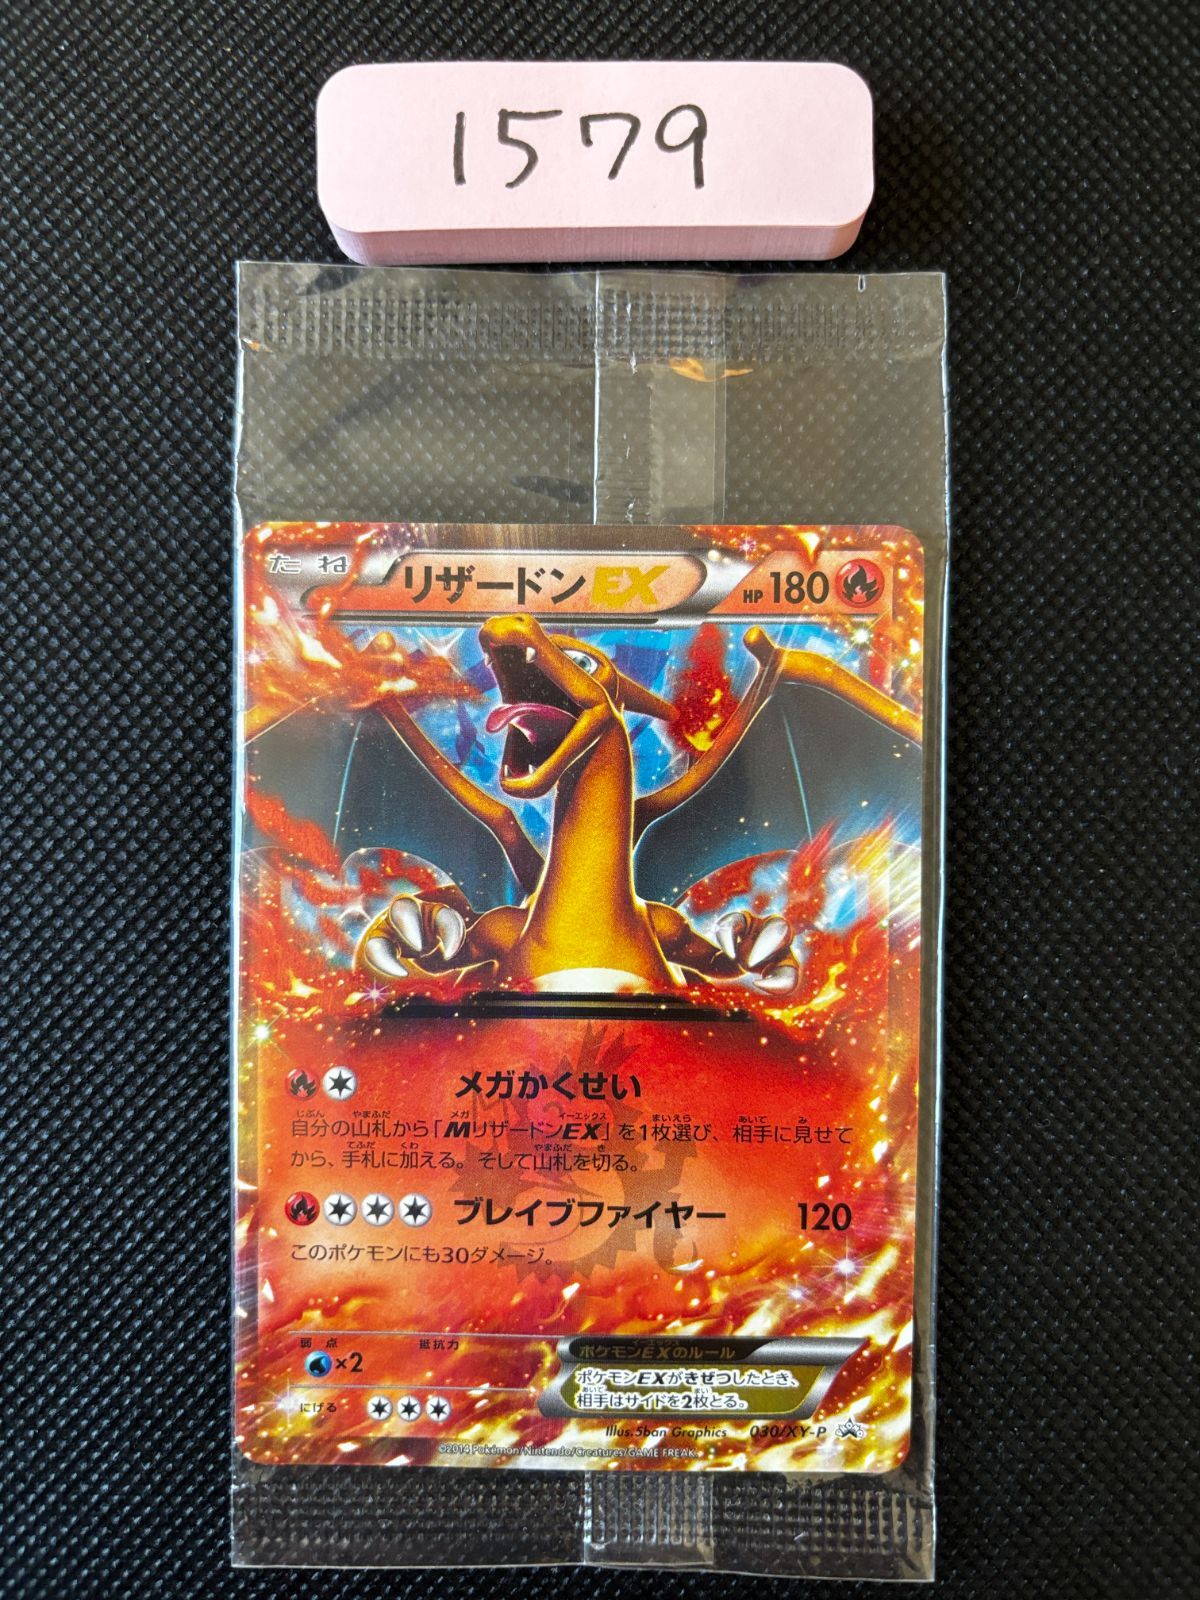 1579
たね リザードンEX HP180
メガかくせい
自分の山札から「MリザードンEX」を1枚選び、相手に見せて
から、手札に加える。そして山札を切る。
ブレイブファイヤー 120
このポケモンにも30ダメージ。
弱点 抵抗力
×2
ポケモンEXのルール
ポケモンEXがきぜつしたとき、
相手はサイドを2枚とる。
にげる
Illus.5ban Graphics 030/XY-P
©2014 Pokémon/Nintendo/Creatures/GAME FREAK.